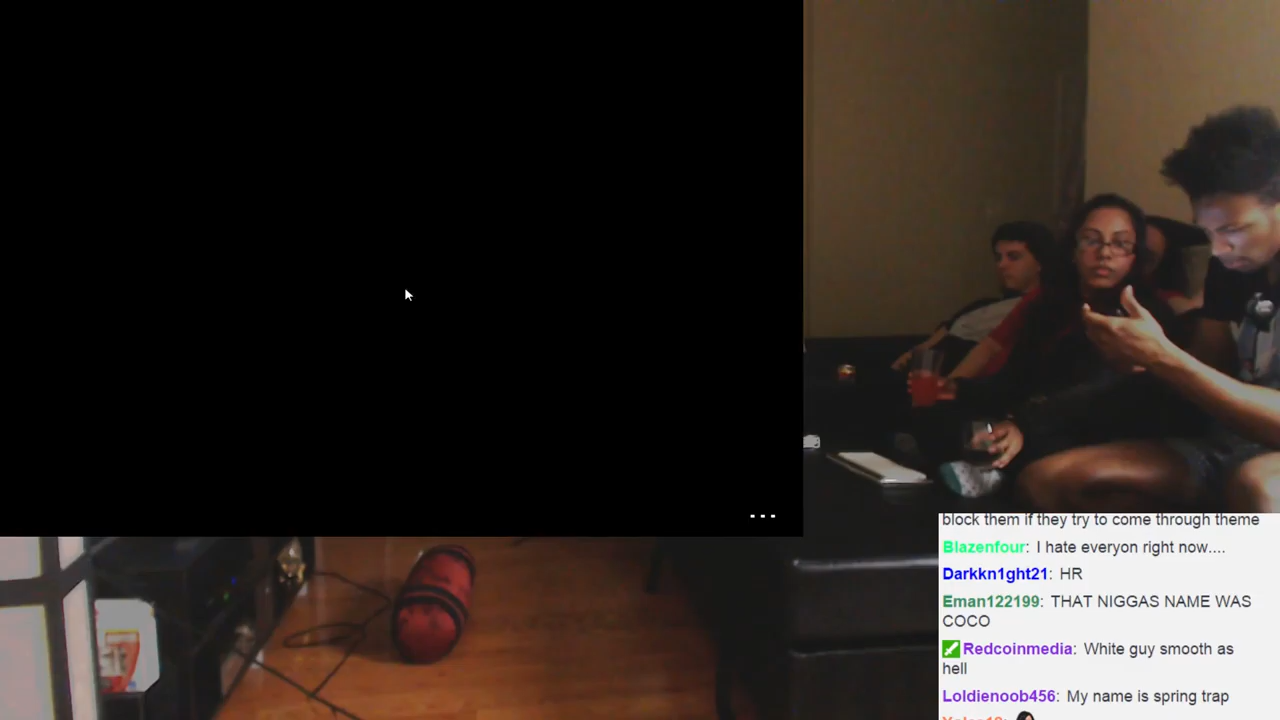 ...
block them if they try to come through theme
Blazenfour: I hate everyon right now....
Darkkn1ght21: HR
Eman122199: THAT NIGGAS NAME WAS
COCO
Redcoinmedia: White guy smooth as
hell
Loldienoob456: My name is spring trap